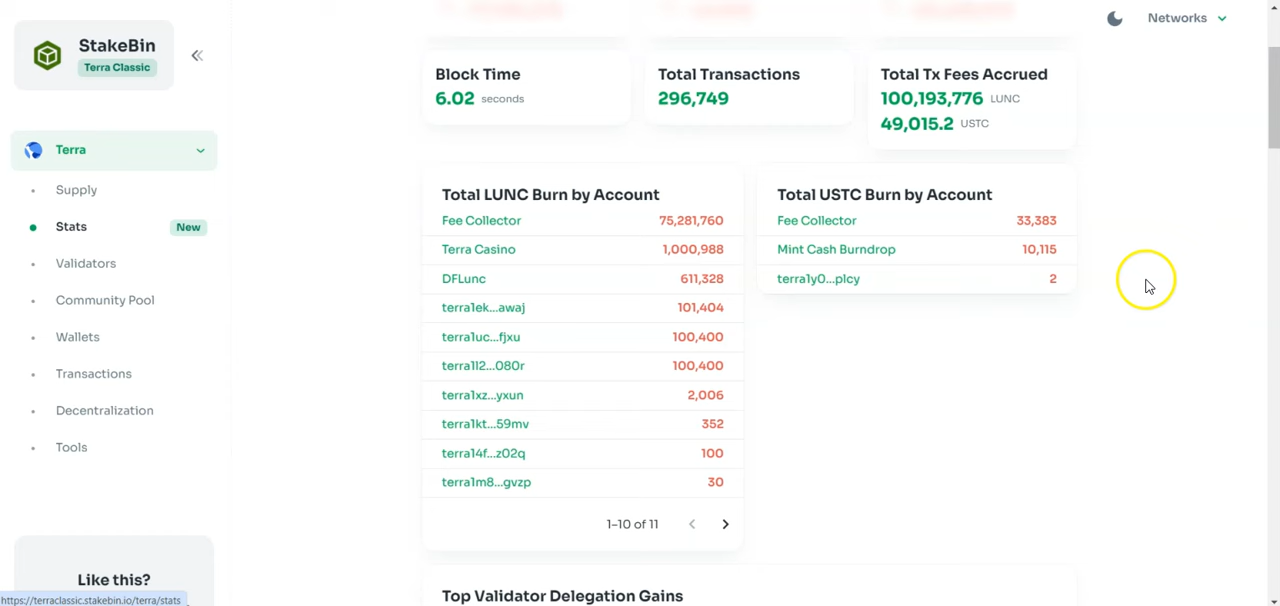 StakeBin
Terra Classic
Networks
Block Time
6.02 seconds
Total Transactions
296,749
Total Tx Fees Accrued
100,193,776 LUNC
49,015.2 USTC
Terra
Supply
Stats New
Validators
Community Pool
Wallets
Transactions
Decentralization
Tools
Total LUNC Burn by Account
Fee Collector 75,281,760
Terra Casino 1,000,988
DFLunc 611,328
terra1ek...awaj 101,404
terra1uc...fjxu 100,400
terra1l2...080r 100,400
terra1xz...yxun 2,006
terra1kt...59mv 352
terra14f...z02q 100
terra1m8...gvzp 30
1–10 of 11
Total USTC Burn by Account
Fee Collector 33,383
Mint Cash Burndrop 10,115
terra1y0...plcy 2
Like this?
Top Validator Delegation Gains
https://terraclassic.stakebin.io/terra/stats